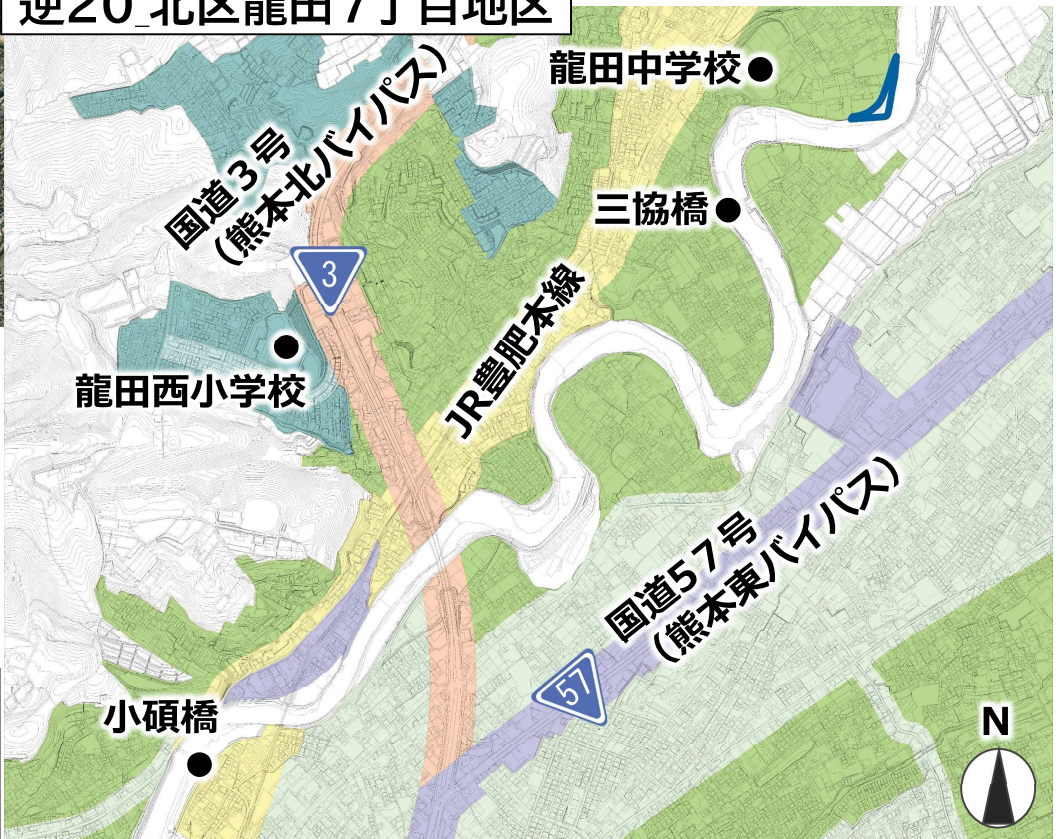 逆20_北区龍田7丁目地区
龍田中学校
国道3号
(熊本北バイパス)
三協橋
3
JR豊肥本線
龍田西小学校
国道57号
(熊本東バイパス)
57
小碩橋
N